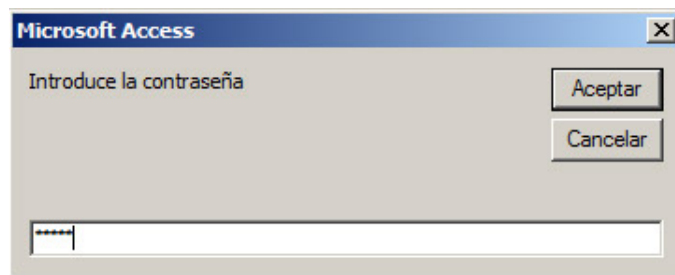 Microsoft Access
Introduce la contraseña
Aceptar
Cancelar
*****